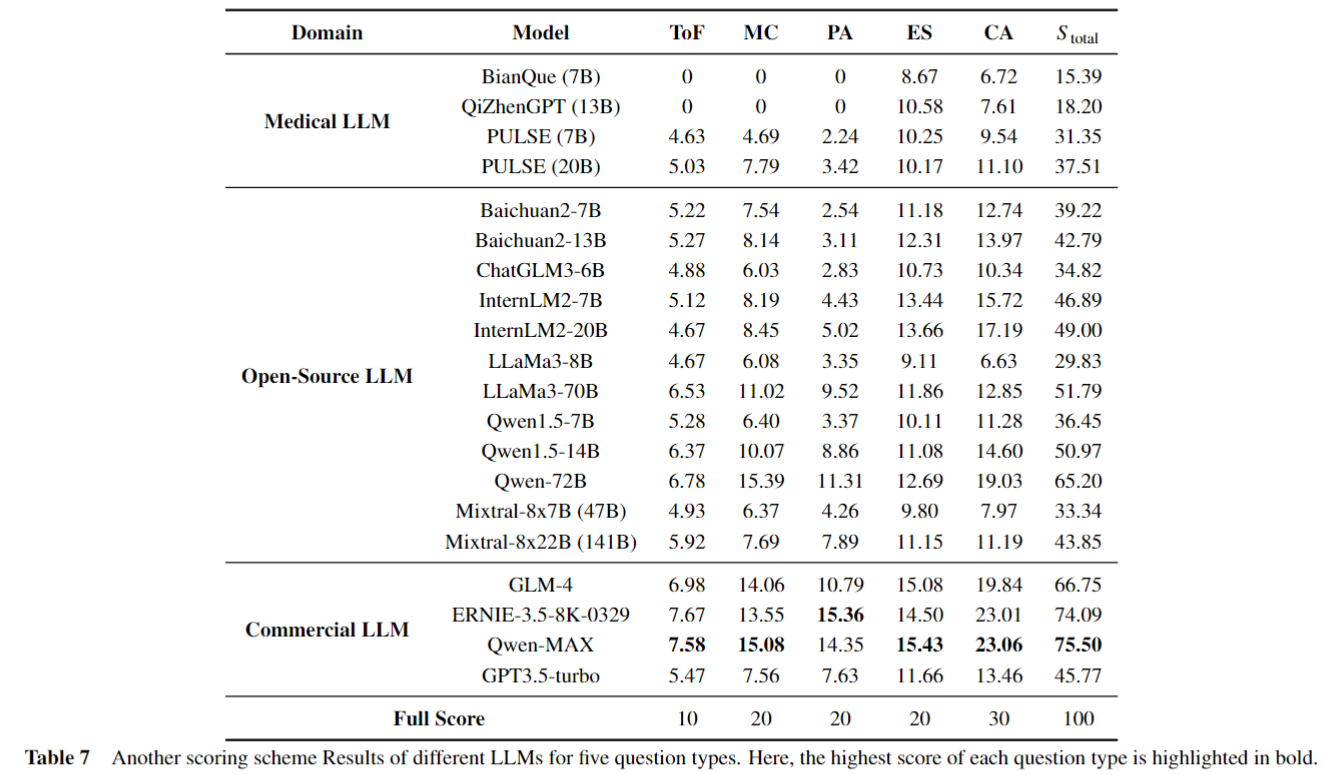 Domain Model ToF MC PA ES CA S total
BianQue (7B) 0 0 0 8.67 6.72 15.39
QiZhenGPT (13B) 0 0 0 10.58 7.61 18.20
Medical LLM
PULSE (7B) 4.63 4.69 2.24 10.25 9.54 31.35
PULSE (20B) 5.03 7.79 3.42 10.17 11.10 37.51
Baichuan2-7B 5.22 7.54 2.54 11.18 12.74 39.22
Baichuan2-13B 5.27 8.14 3.11 12.31 13.97 42.79
ChatGLM3-6B 4.88 6.03 2.83 10.73 10.34 34.82
InternLM2-7B 5.12 8.19 4.43 13.44 15.72 46.89
InternLM2-20B 4.67 8.45 5.02 13.66 17.19 49.00
LLaMa3-8B 4.67 6.08 3.35 9.11 6.63 29.83
Open-Source LLM
LLaMa3-70B 6.53 11.02 9.52 11.86 12.85 51.79
Qwen1.5-7B 5.28 6.40 3.37 10.11 11.28 36.45
Qwen1.5-14B 6.37 10.07 8.86 11.08 14.60 50.97
Qwen-72B 6.78 15.39 11.31 12.69 19.03 65.20
Mixtral-8x7B (47B) 4.93 6.37 4.26 9.80 7.97 33.34
Mixtral-8x22B (141B) 5.92 7.69 7.89 11.15 11.19 43.85
GLM-4 6.98 14.06 10.79 15.08 19.84 66.75
ERNIE-3.5-8K-0329 7.67 13.55 15.36 14.50 23.01 74.09
Commercial LLM
Qwen-MAX 7.58 15.08 14.35 15.43 23.06 75.50
GPT3.5-turbo 5.47 7.56 7.63 11.66 13.46 45.77
Full Score 10 20 20 20 30 100
Table 7 Another scoring scheme Results of different LLMs for five question types. Here, the highest score of each question type is highlighted in bold.